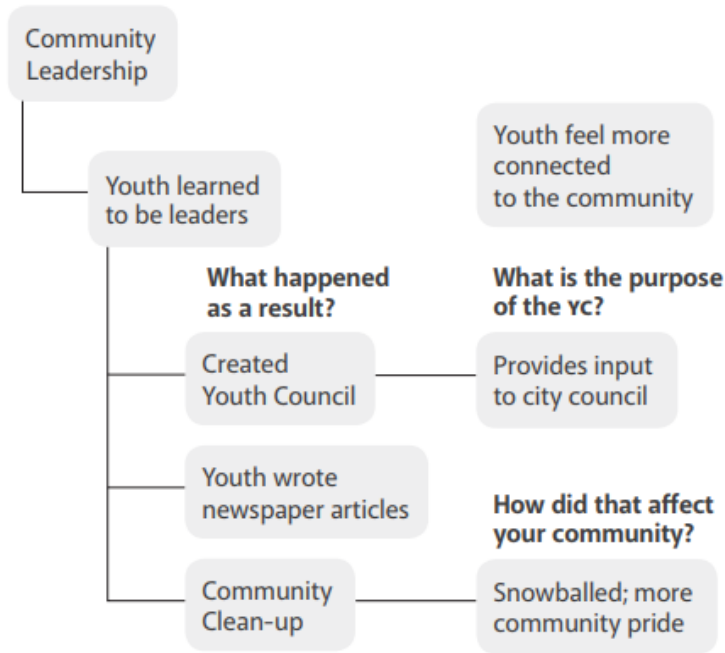 Community
Leadership
Youth feel more
connected
to the community
Youth learned
to be leaders
What happened
as a result?
What is the purpose
of the YC?
Created
Youth Council
Provides input
to city council
Youth wrote
newspaper articles
How did that affect
your community?
Community
Clean-up
Snowballed; more
community pride